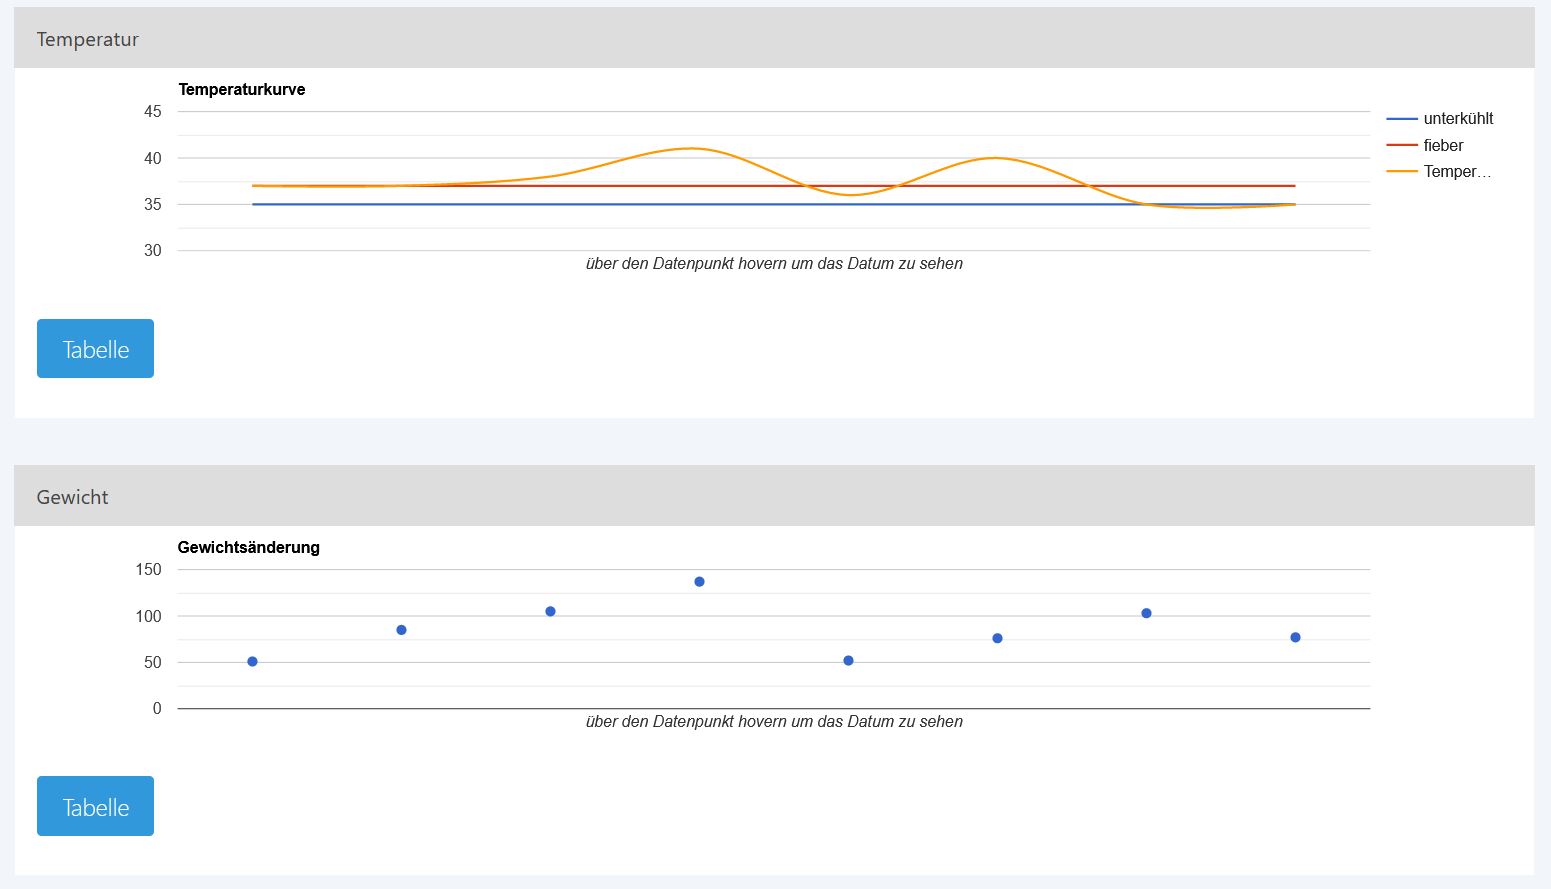 Temperatur
Temperaturkurve
45
40
35
30
unterkühlt
fieber
Temper...
über den Datenpunkt hovern um das Datum zu sehen
Tabelle
Gewicht
Gewichtsänderung
150
100
50
0
über den Datenpunkt hovern um das Datum zu sehen
Tabelle